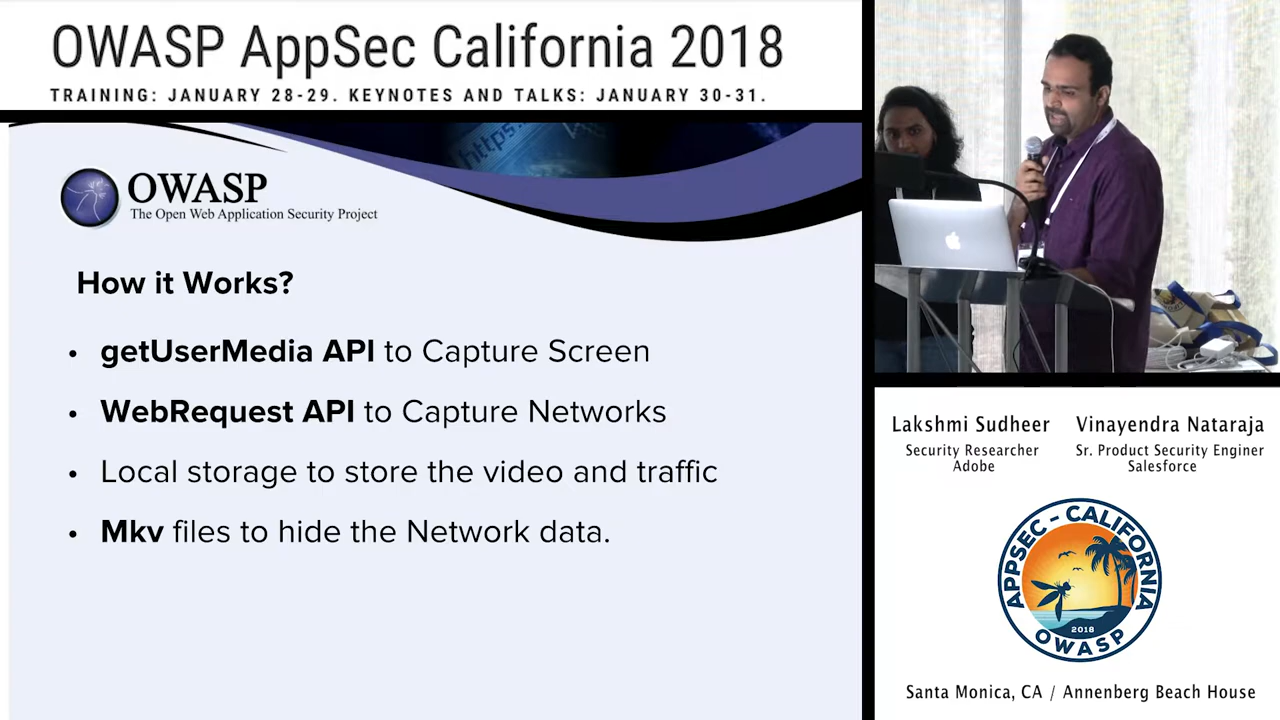 OWASP AppSec California 2018
TRAINING: JANUARY 28-29. KEYNOTES AND TALKS: JANUARY 30-31.
https:
OWASP
The Open Web Application Security Project
How it Works?
• getUserMedia API to Capture Screen
• WebRequest API to Capture Networks
• Local storage to store the video and traffic
• Mkv files to hide the Network data.
Lakshmi Sudheer
Security Researcher
Adobe
Vinayendra Nataraja
Sr. Product Security Enginer
Salesforce
APPSEC - CALIFORNIA
2018
OWASP
Santa Monica, CA / Annenberg Beach House